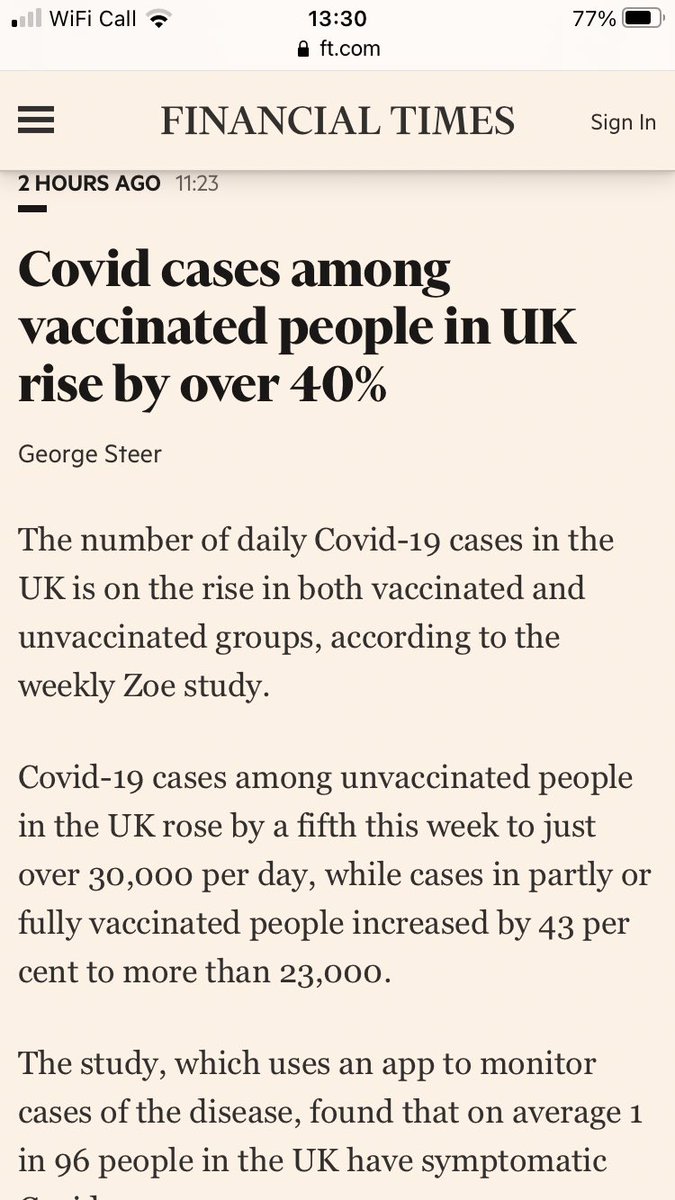 WiFi Call 13:30 77%
ft.com
FINANCIAL TIMES Sign In
2 HOURS AGO 11:23
Covid cases among
vaccinated people in UK
rise by over 40%
George Steer
The number of daily Covid-19 cases in the
UK is on the rise in both vaccinated and
unvaccinated groups, according to the
weekly Zoe study.
Covid-19 cases among unvaccinated people
in the UK rose by a fifth this week to just
over 30,000 per day, while cases in partly or
fully vaccinated people increased by 43 per
cent to more than 23,000.
The study, which uses an app to monitor
cases of the disease, found that on average 1
in 96 people in the UK have symptomatic